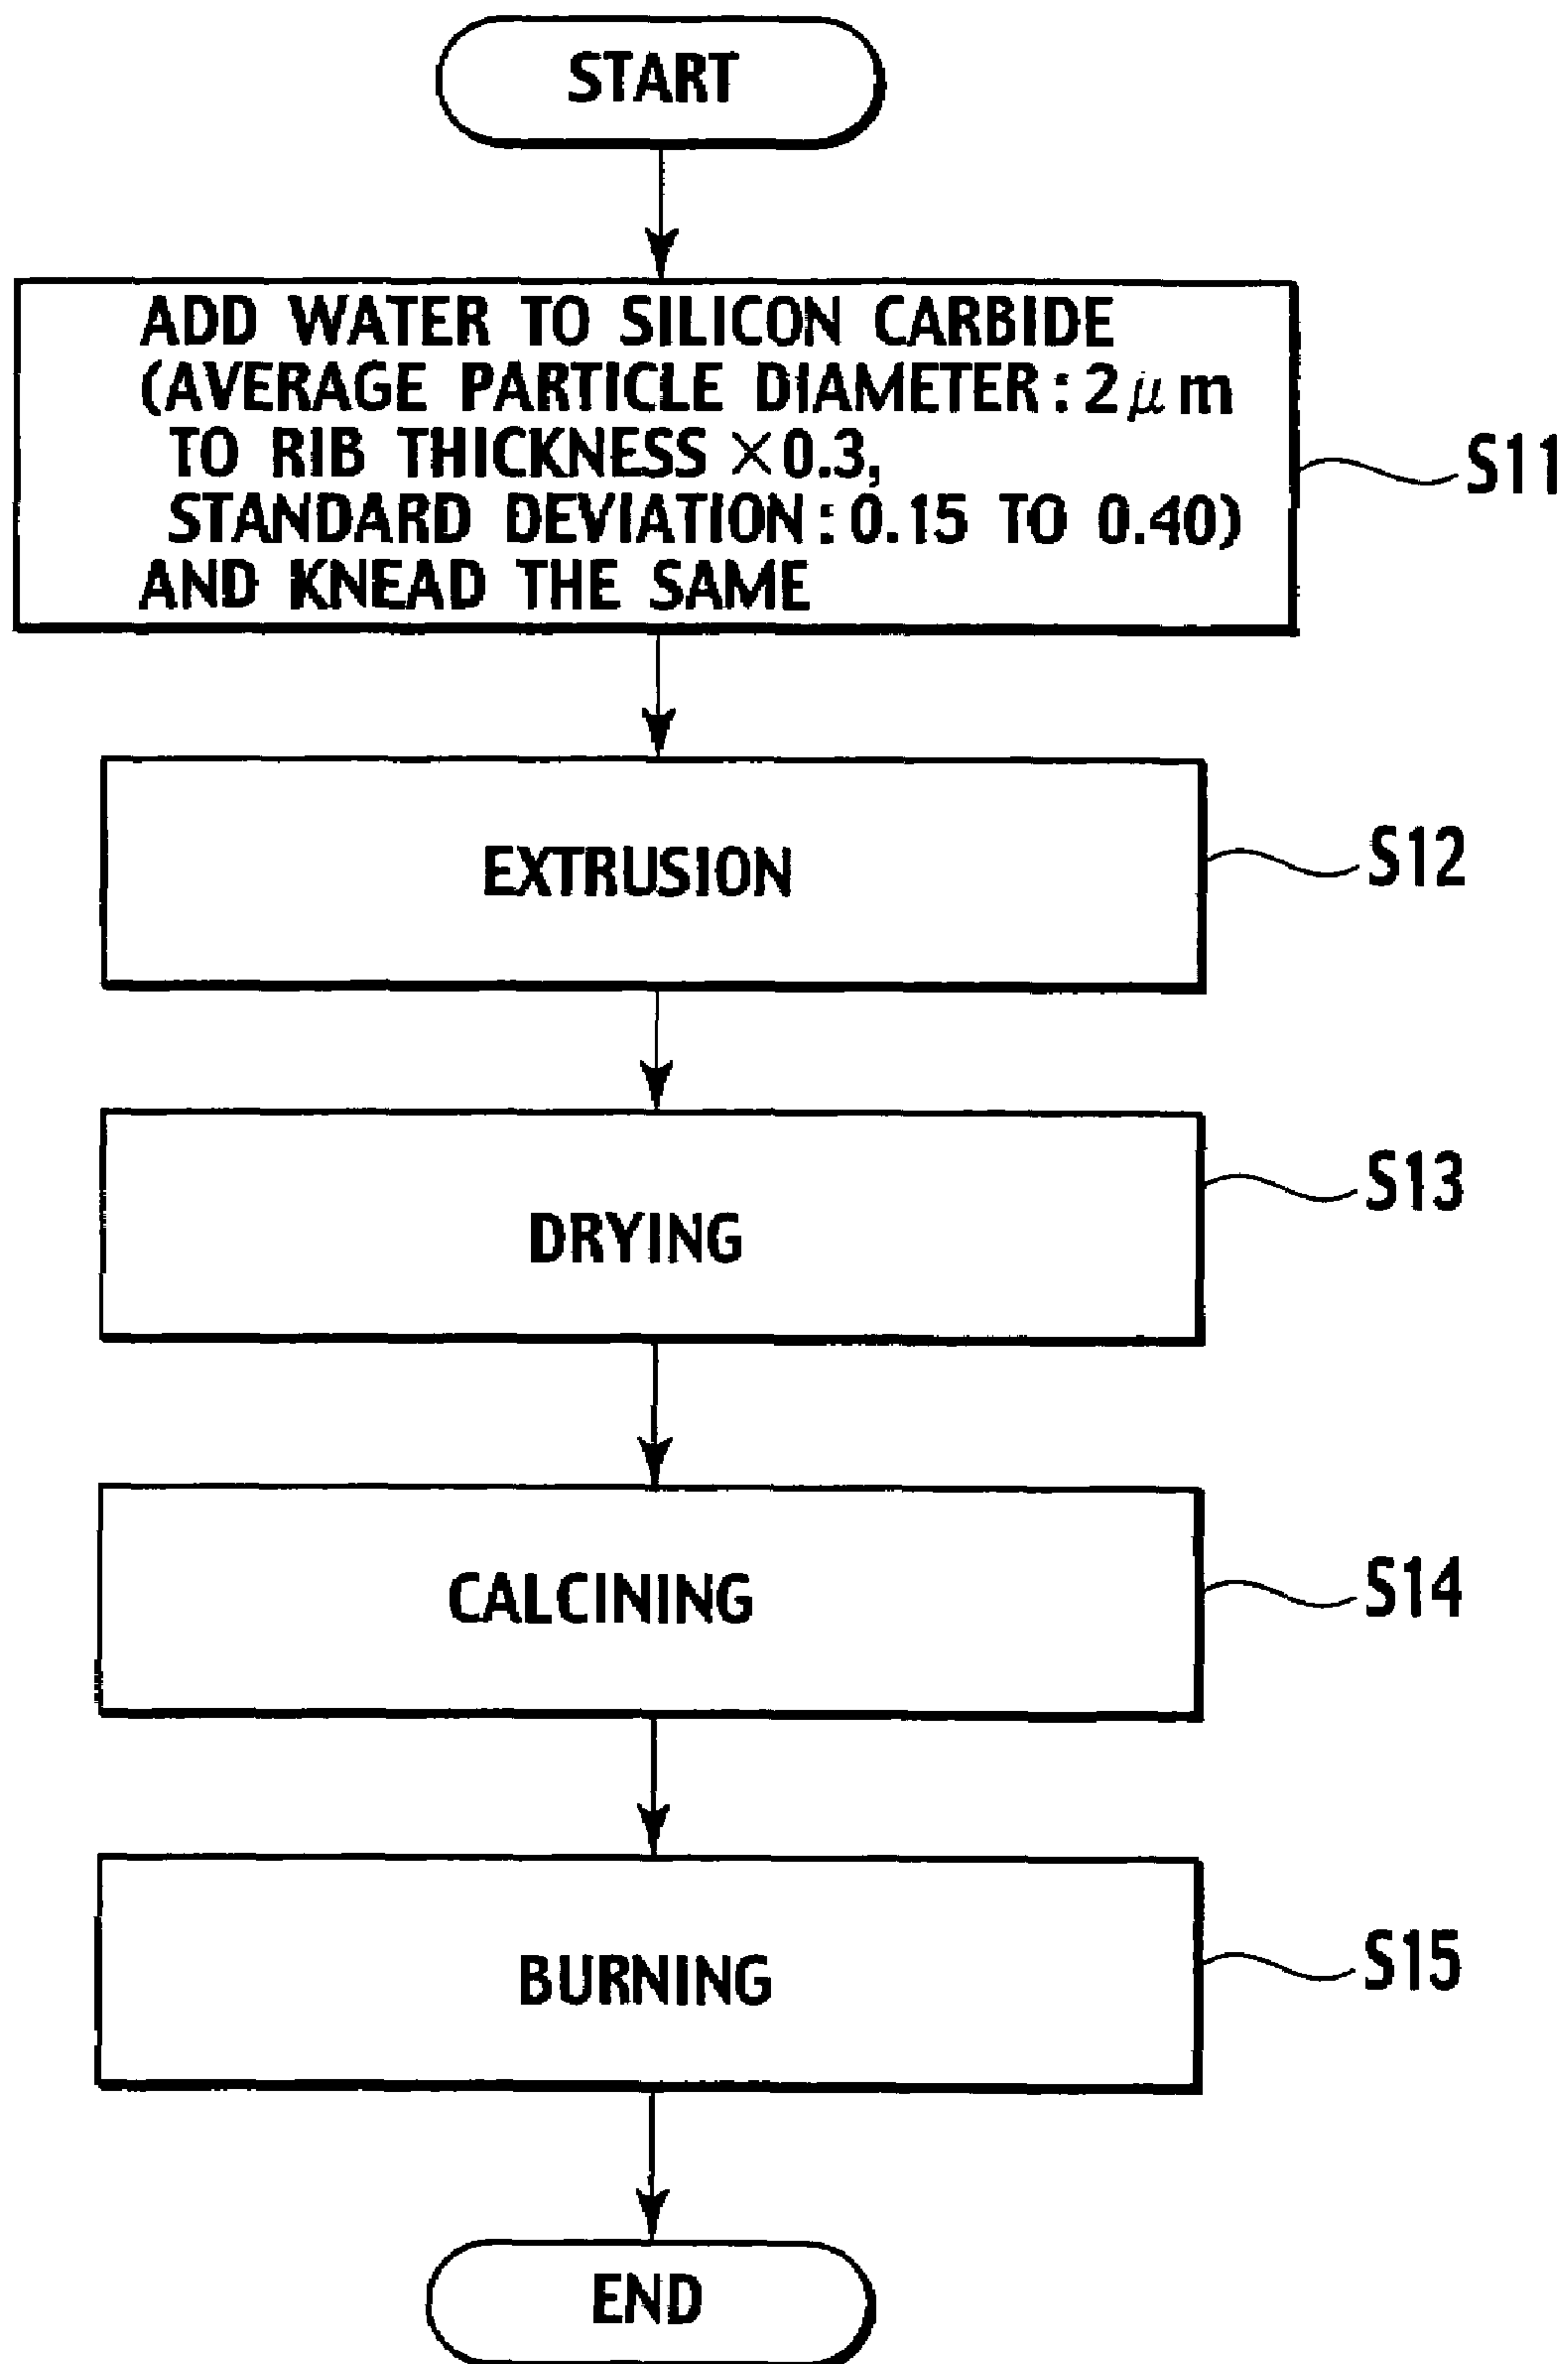 START
ADD WATER TO SILICON CARBIDE
(AVERAGE PARTICLE DIAMETER : 2μm
TO RIB THICKNESS ×0.3,
STANDARD DEVIATION : 0.15 TO 0.40)
AND KNEAD THE SAME
S11
EXTRUSION
S12
DRYING
S13
CALCINING
S14
BURNING
S15
END